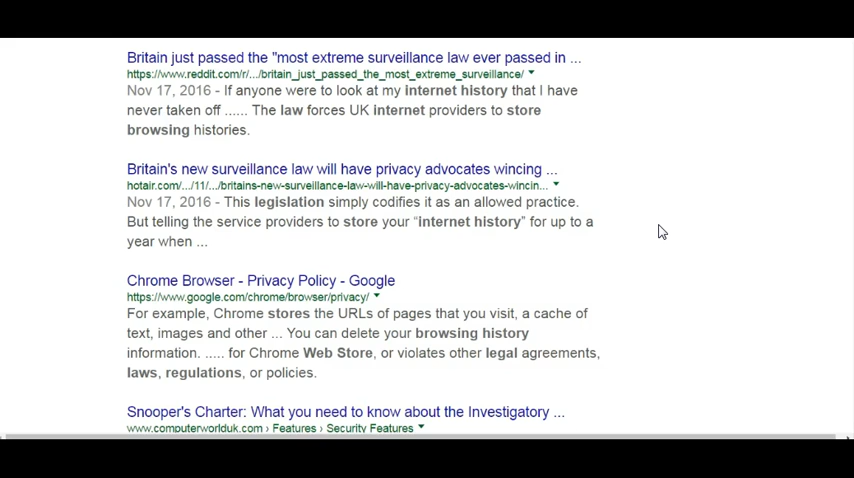 Britain just passed the "most extreme surveillance law ever passed in ...
https://www.reddit.com/r/.../britain_just_passed_the_most_extreme_surveillance/
Nov 17, 2016 - If anyone were to look at my internet history that I have
never taken off ...... The law forces UK internet providers to store
browsing histories.
Britain's new surveillance law will have privacy advocates wincing ...
hotair.com/.../11/.../britains-new-surveillance-law-will-have-privacy-advocates-wincin...
Nov 17, 2016 - This legislation simply codifies it as an allowed practice.
But telling the service providers to store your “internet history” for up to a
year when ...
Chrome Browser - Privacy Policy - Google
https://www.google.com/chrome/browser/privacy/
For example, Chrome stores the URLs of pages that you visit, a cache of
text, images and other ... You can delete your browsing history
information. ..... for Chrome Web Store, or violates other legal agreements,
laws, regulations, or policies.
Snooper's Charter: What you need to know about the Investigatory ...
www.computerworlduk.com › Features › Security Features